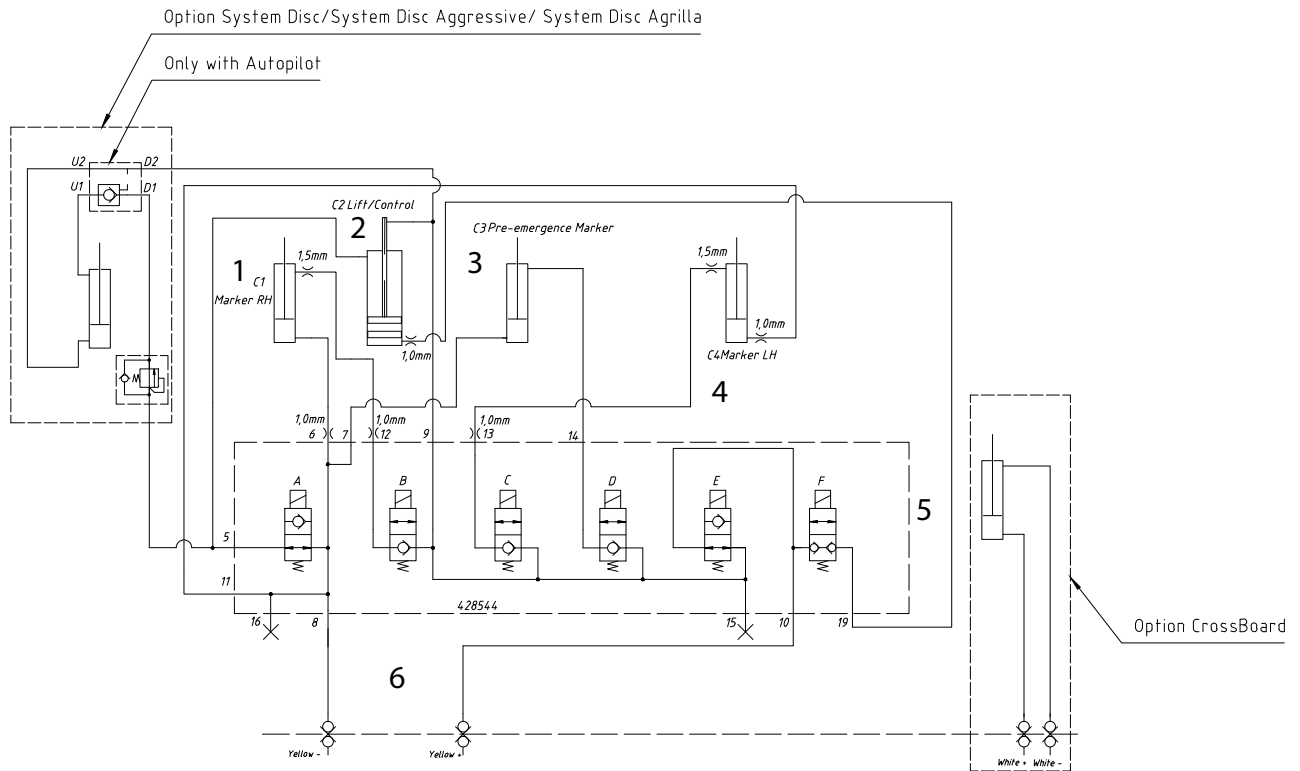 Option System Disc/System Disc Aggressive/ System Disc Agrilla
Only with Autopilot
U2
D2
U1
D1
C2 Lift/Control
2
C3 Pre-emergence Marker
3
1
1,5mm
C1
Marker RH
1,5mm
1,0mm
1,0mm
C4 Marker LH
4
1,0mm
6
7
1,0mm
12
9
1,0mm
13
14
A
B
C
D
E
F
5
5
11
428544
16
8
15
10
19
6
Option CrossBoard
Yellow -
Yellow +
White +
White -